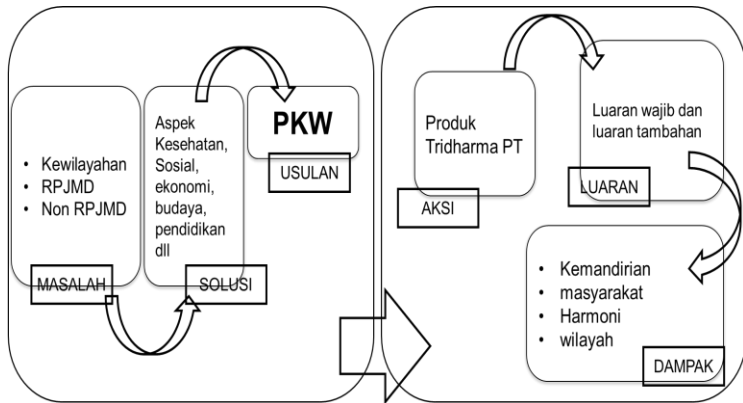 • Kewilayahan
• RPJMD
• Non RPJMD
MASALAH
Aspek
Kesehatan,
Sosial,
ekonomi,
budaya,
pendidikan
dll
SOLUSI
PKW
USULAN
Produk
Tridharma PT
AKSI
Luaran wajib dan
luaran tambahan
LUARAN
• Kemandirian
• masyarakat
• Harmoni
• wilayah
DAMPAK